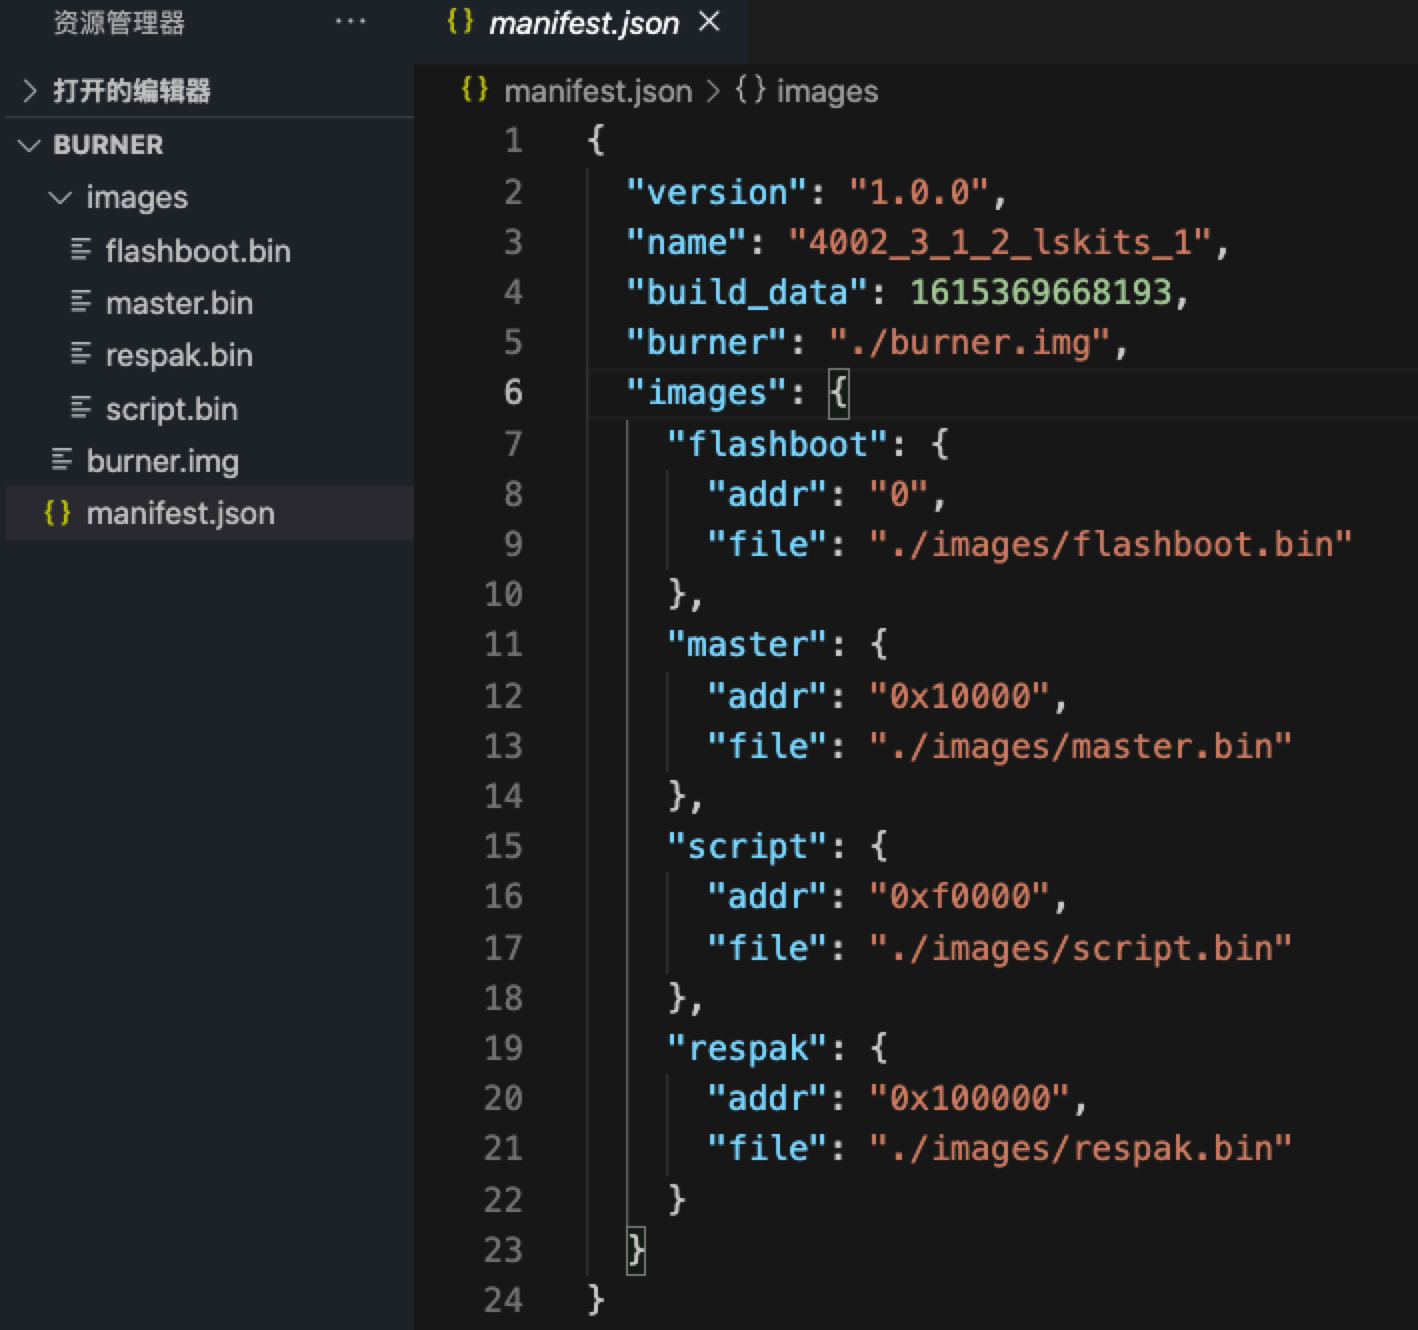 资源管理器 ···
打开的编辑器
BURNER
images
flashboot.bin
master.bin
respak.bin
script.bin
burner.img
{} manifest.json
{} manifest.json ×
{} manifest.json > {} images
1 {
2 "version": "1.0.0",
3 "name": "4002_3_1_2_lskits_1",
4 "build_data": 1615369668193,
5 "burner": "./burner.img",
6 "images": {
7 "flashboot": {
8 "addr": "0",
9 "file": "./images/flashboot.bin"
10 },
11 "master": {
12 "addr": "0x10000",
13 "file": "./images/master.bin"
14 },
15 "script": {
16 "addr": "0xf0000",
17 "file": "./images/script.bin"
18 },
19 "respak": {
20 "addr": "0x100000",
21 "file": "./images/respak.bin"
22 }
23 }
24 }